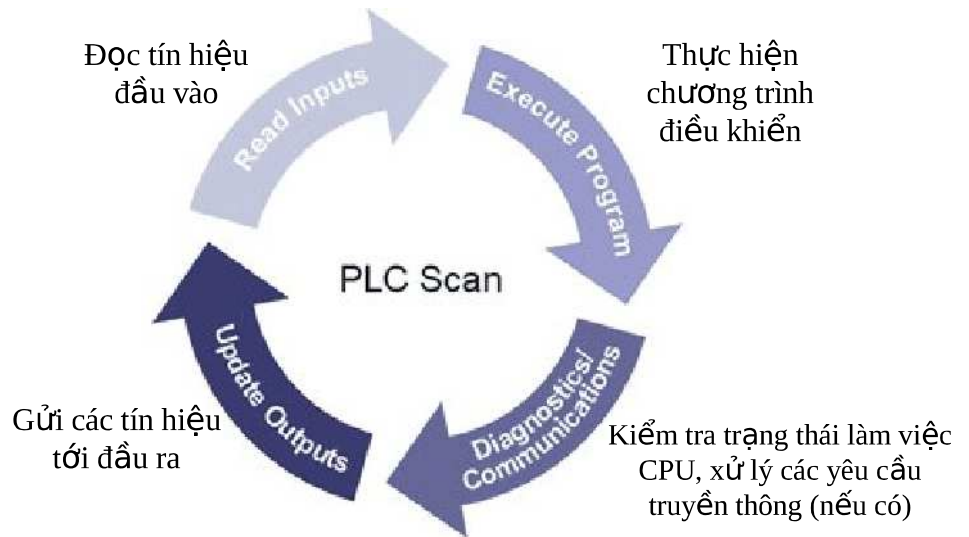 Đọc tín hiệu
đầu vào
Read Inputs
Execute Program
Thực hiện
chương trình
điều khiển
PLC Scan
Update Outputs
Diagnostics/
Communications
Gửi các tín hiệu
tới đầu ra
Kiểm tra trạng thái làm việc
CPU, xử lý các yêu cầu
truyền thông (nếu có)